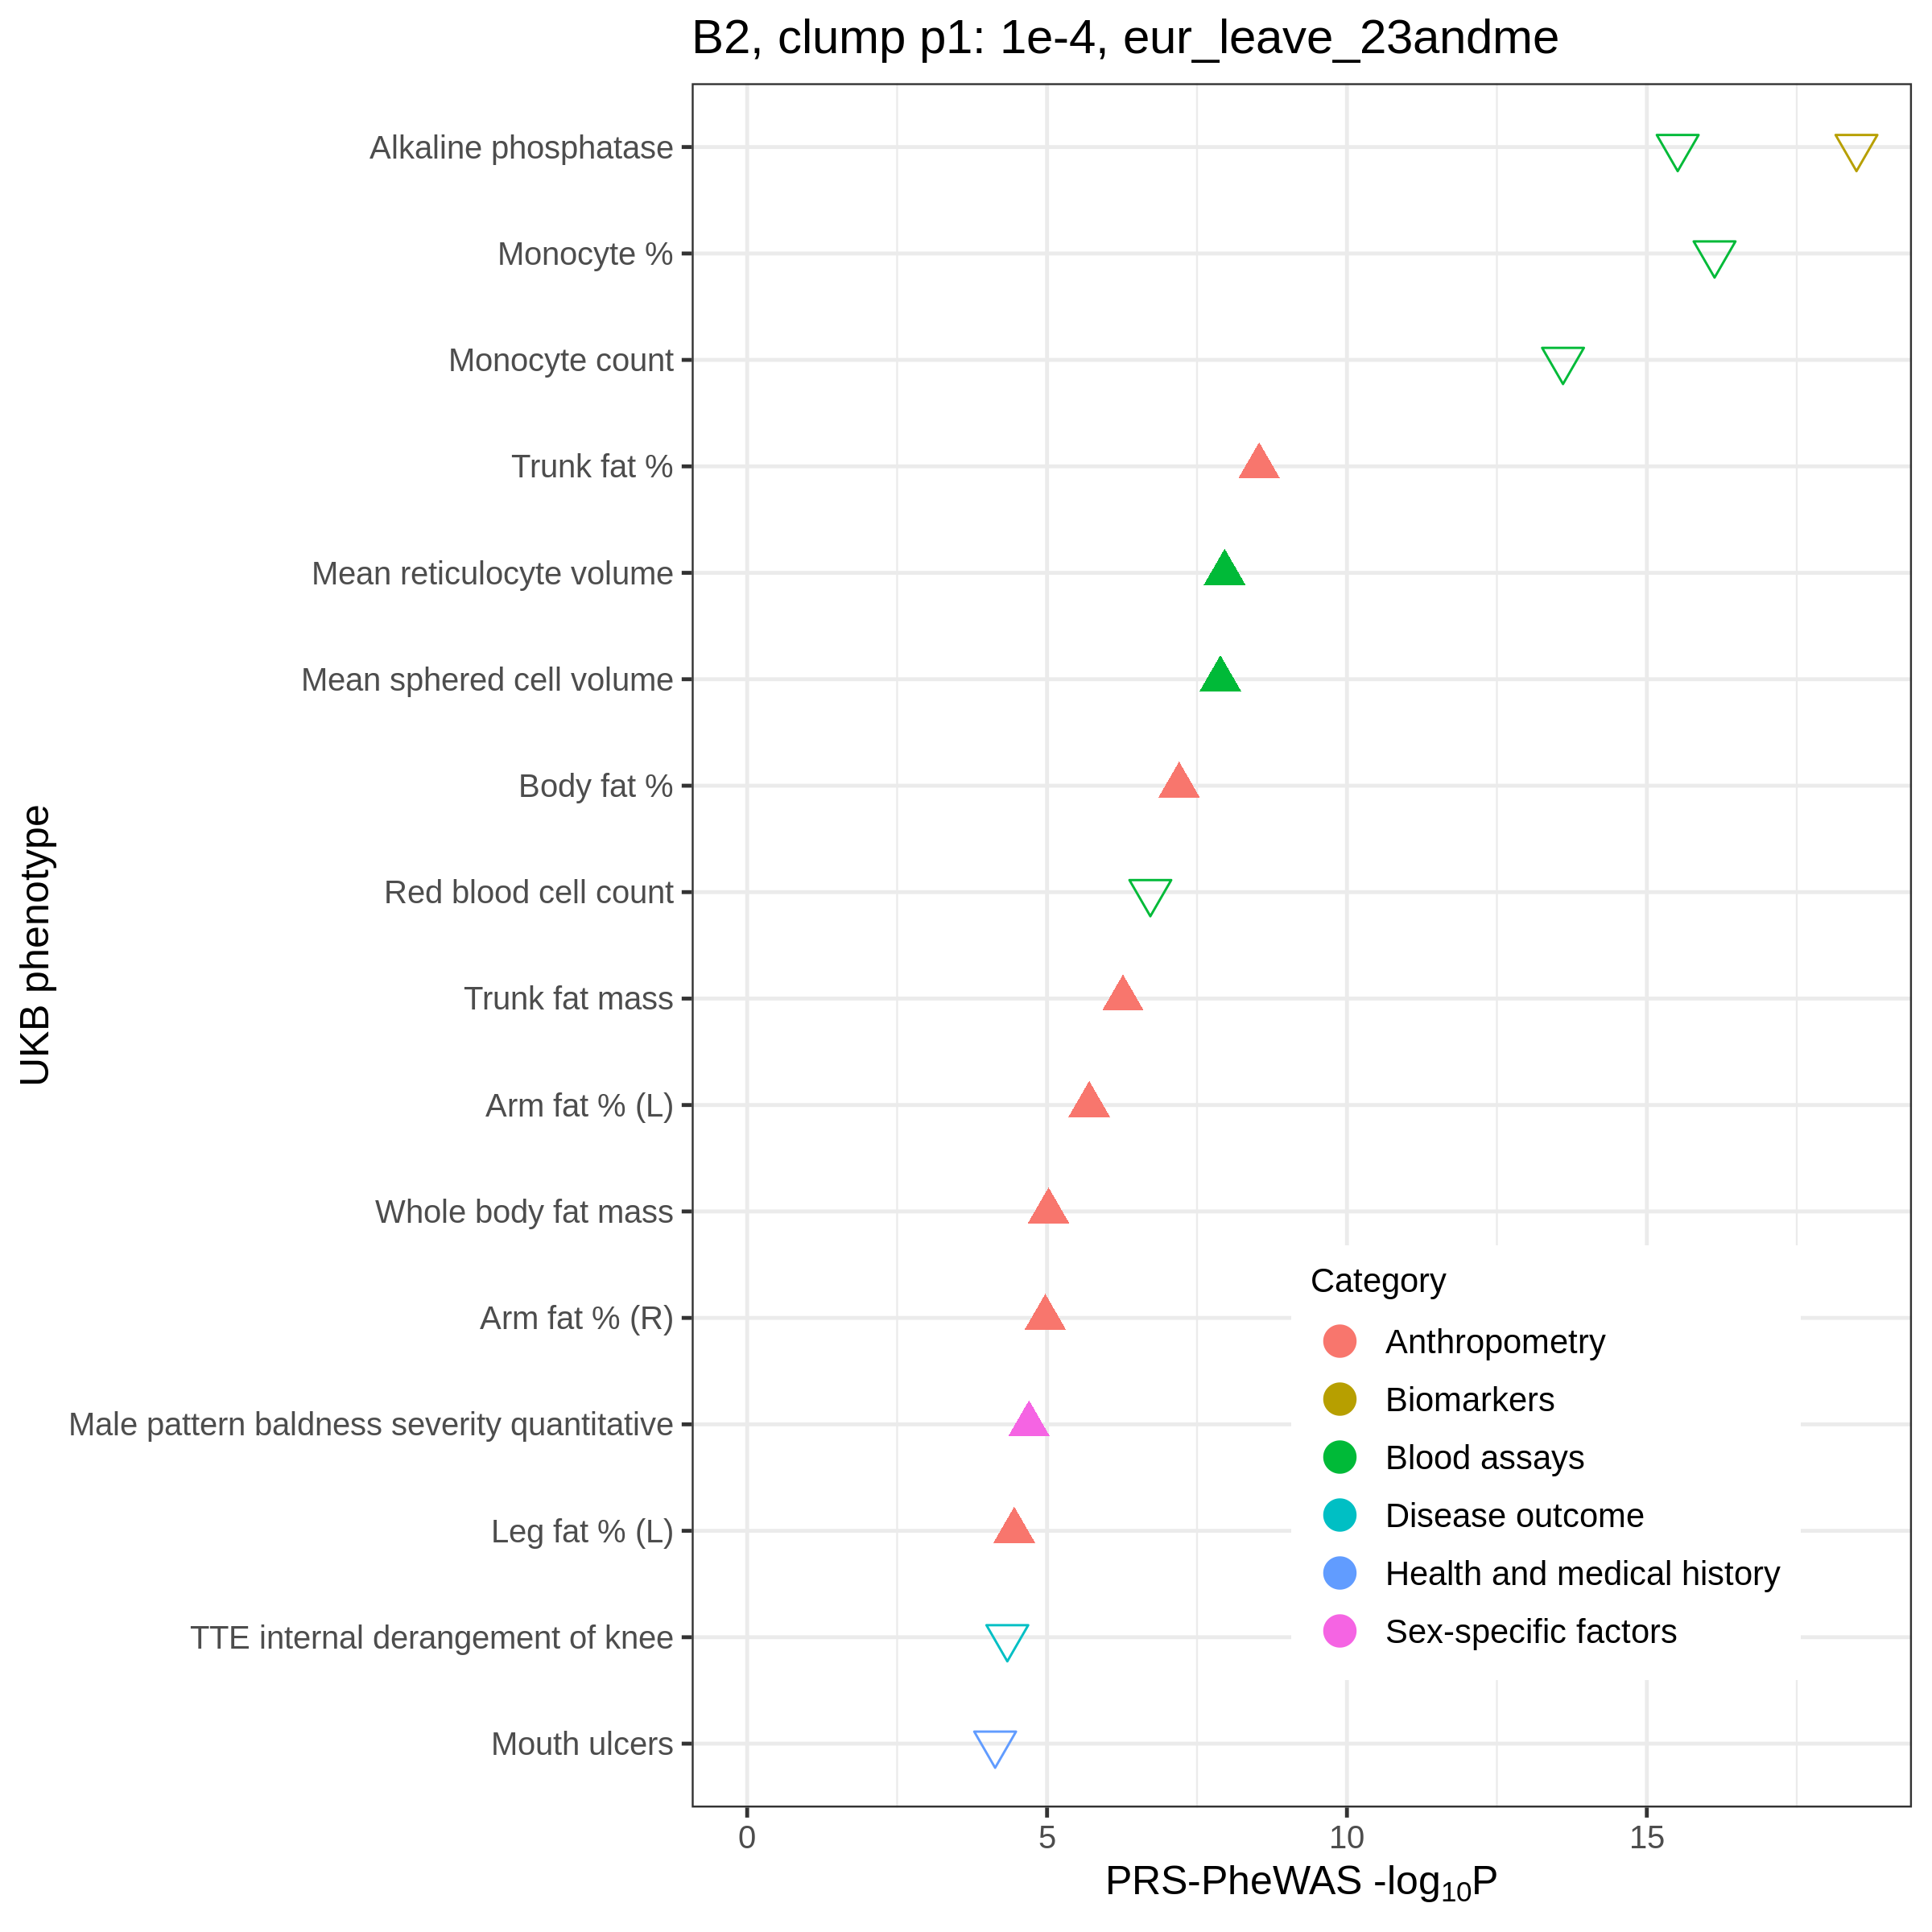 B2, clump p1: 1e-4, eur_leave_23andme
UKB phenotype
Alkaline phosphatase
Monocyte %
Monocyte count
Trunk fat %
Mean reticulocyte volume
Mean sphered cell volume
Body fat %
Red blood cell count
Trunk fat mass
Arm fat % (L)
Whole body fat mass
Arm fat % (R)
Male pattern baldness severity quantitative
Leg fat % (L)
TTE internal derangement of knee
Mouth ulcers
Category
Anthropometry
Biomarkers
Blood assays
Disease outcome
Health and medical history
Sex-specific factors
0 5 10 15
PRS-PheWAS -log₁₀P